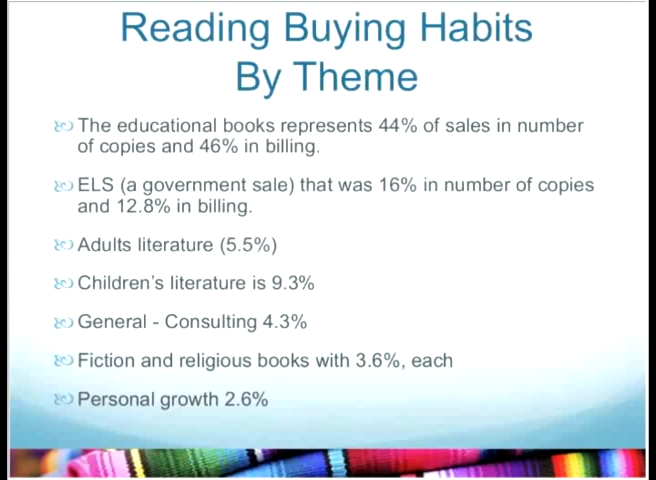 Reading Buying Habits
By Theme
The educational books represents 44% of sales in number
of copies and 46% in billing.
ELS (a government sale) that was 16% in number of copies
and 12.8% in billing.
Adults literature (5.5%)
Children's literature is 9.3%
General - Consulting 4.3%
Fiction and religious books with 3.6%, each
Personal growth 2.6%